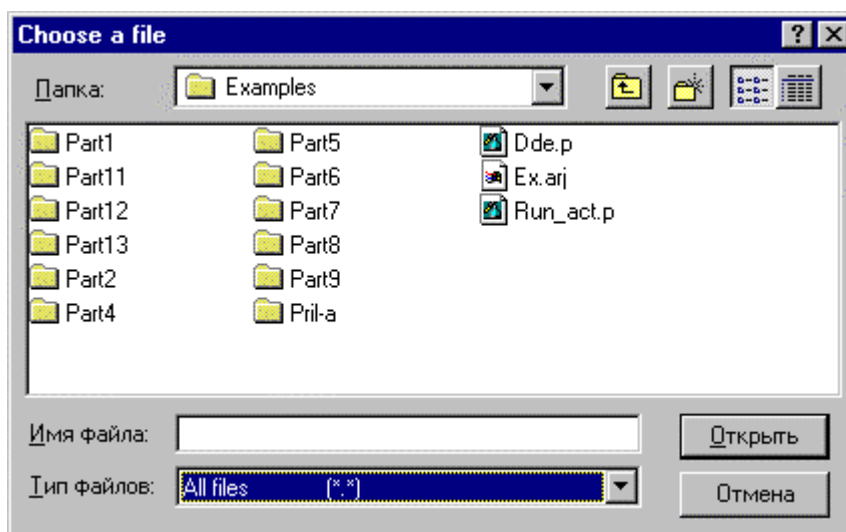 Choose a file
Папка: Examples
Part1 Part5 Dde.p
Part11 Part6 Ex.arj
Part12 Part7 Run_act.p
Part13 Part8
Part2 Part9
Part4 Pril-a
Имя файла: Открыть
Тип файлов: All files (*.*) Отмена